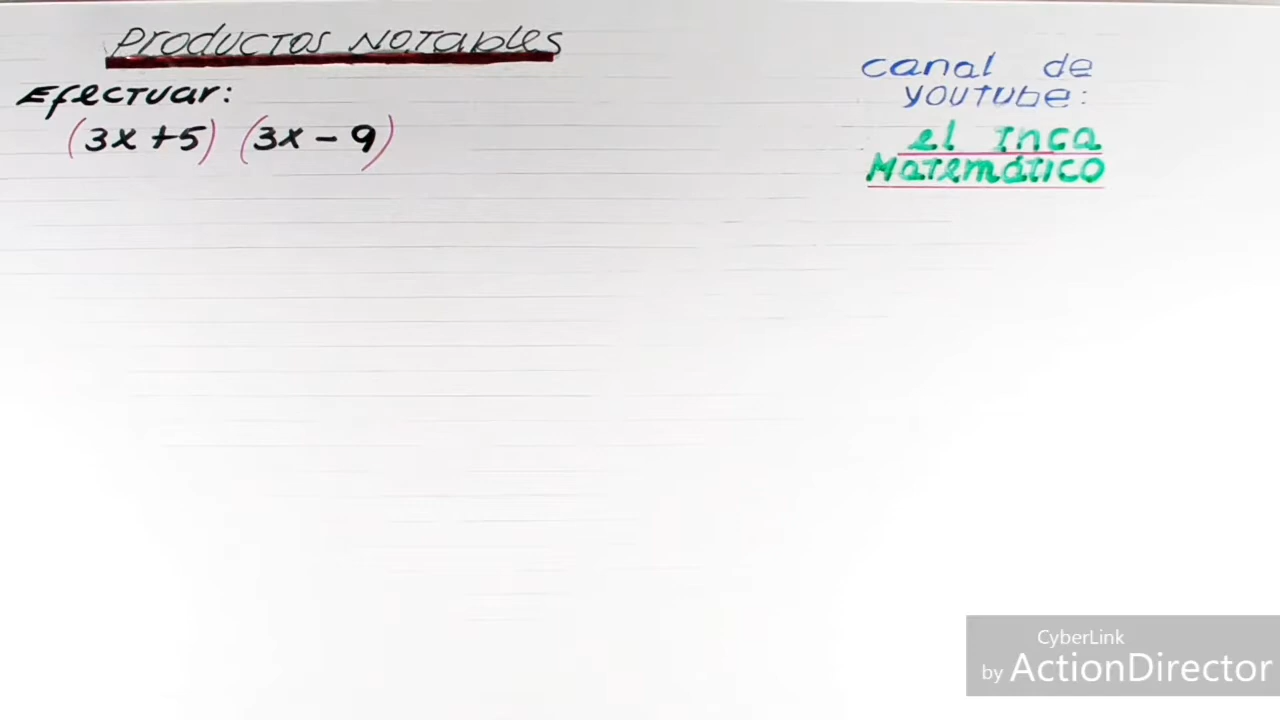 Productos Notables
Efectuar:
(3x+5) (3x-9)
canal de
youtube:
el Inca
Matemático
CyberLink
by ActionDirector